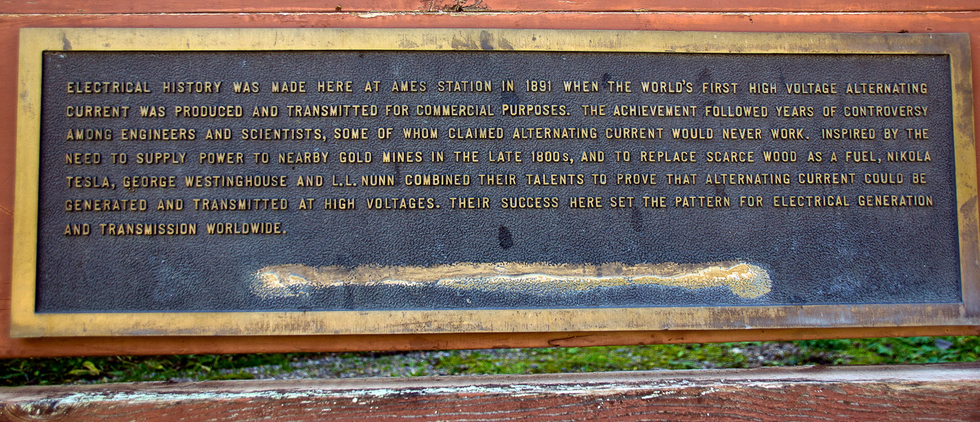 ELECTRICAL HISTORY WAS MADE HERE AT AMES STATION IN 1891 WHEN THE WORLD'S FIRST HIGH VOLTAGE ALTERNATING
CURRENT WAS PRODUCED AND TRANSMITTED FOR COMMERCIAL PURPOSES. THE ACHIEVEMENT FOLLOWED YEARS OF CONTROVERSY
AMONG ENGINEERS AND SCIENTISTS, SOME OF WHOM CLAIMED ALTERNATING CURRENT WOULD NEVER WORK. INSPIRED BY THE
NEED TO SUPPLY POWER TO NEARBY GOLD MINES IN THE LATE 1800s, AND TO REPLACE SCARCE WOOD AS A FUEL, NIKOLA
TESLA, GEORGE WESTINGHOUSE AND L.L. NUNN COMBINED THEIR TALENTS TO PROVE THAT ALTERNATING CURRENT COULD BE
GENERATED AND TRANSMITTED AT HIGH VOLTAGES. THEIR SUCCESS HERE SET THE PATTERN FOR ELECTRICAL GENERATION
AND TRANSMISSION WORLDWIDE.